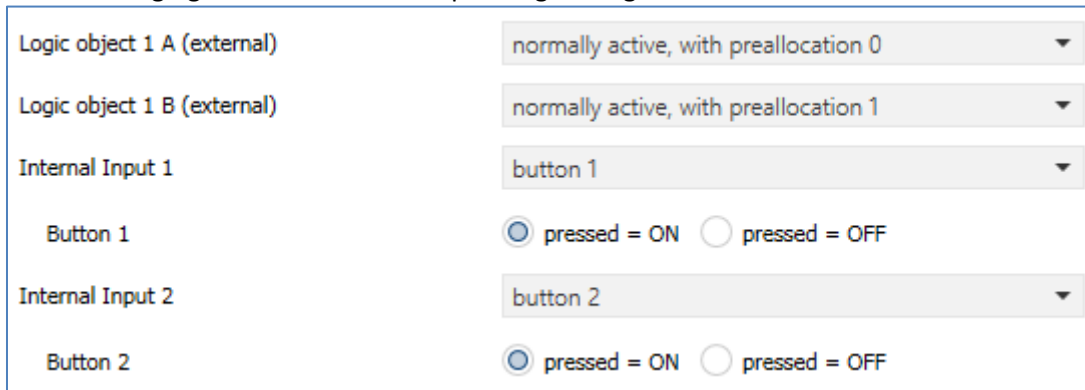 Logic object 1 A (external) normally active, with preallocation 0
Logic object 1 B (external) normally active, with preallocation 1
Internal Input 1 button 1
Button 1 pressed = ON pressed = OFF
Internal Input 2 button 2
Button 2 pressed = ON pressed = OFF